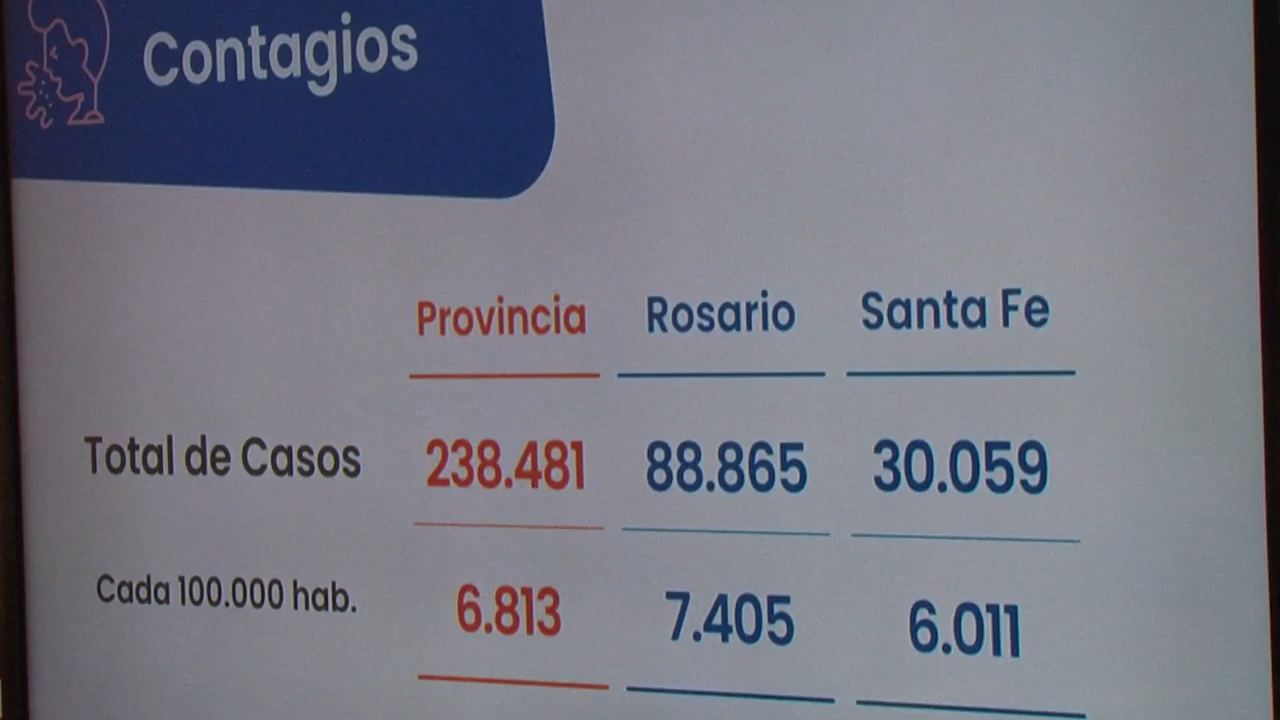 Contagios
Provincia Rosario Santa Fe
Total de Casos 238.481 88.865 30.059
Cada 100.000 hab. 6.813 7.405 6.011